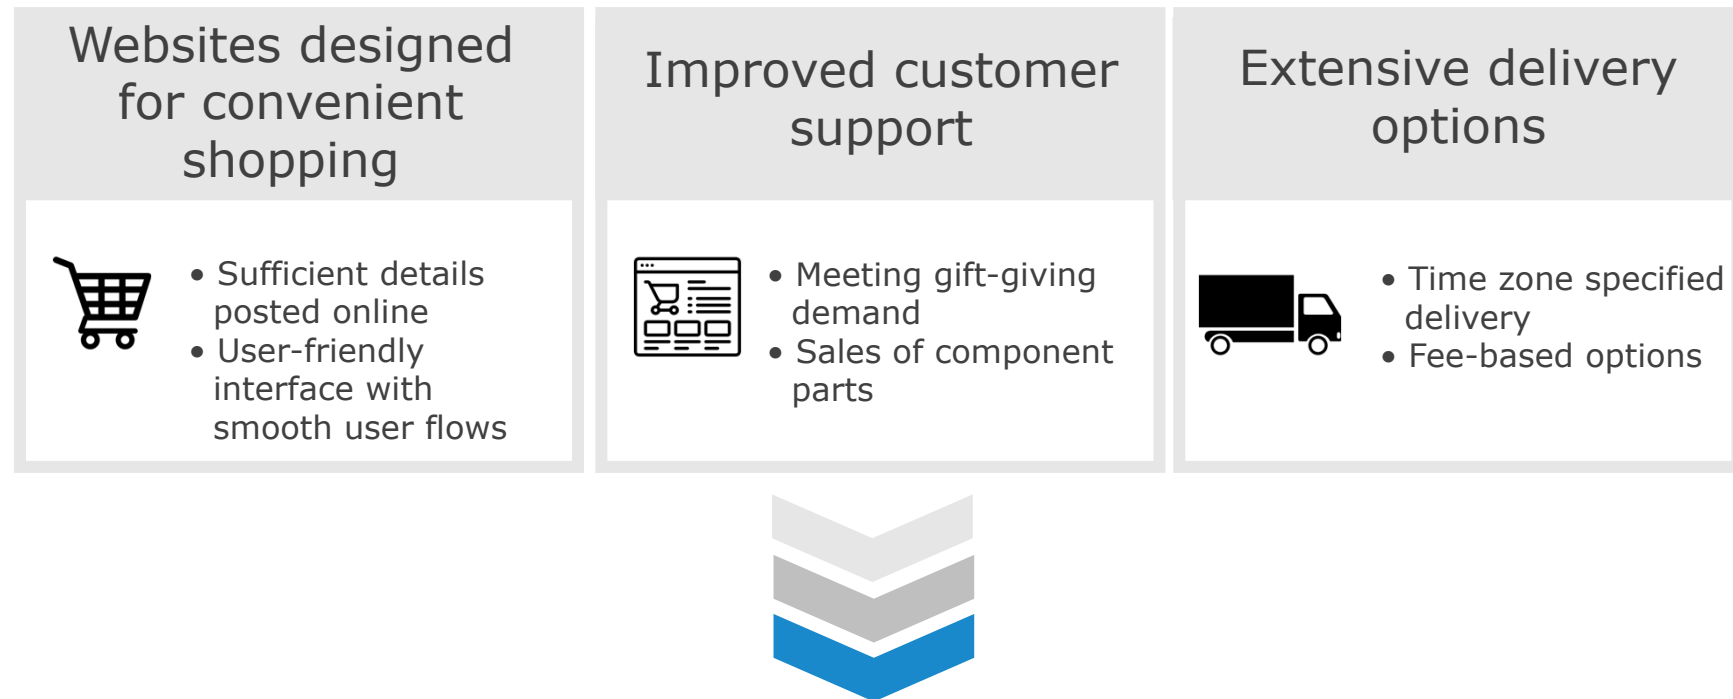 Websites designed
for convenient
shopping
• Sufficient details
posted online
• User-friendly
interface with
smooth user flows
Improved customer
support
• Meeting gift-giving
demand
• Sales of component
parts
Extensive delivery
options
• Time zone specified
delivery
• Fee-based options